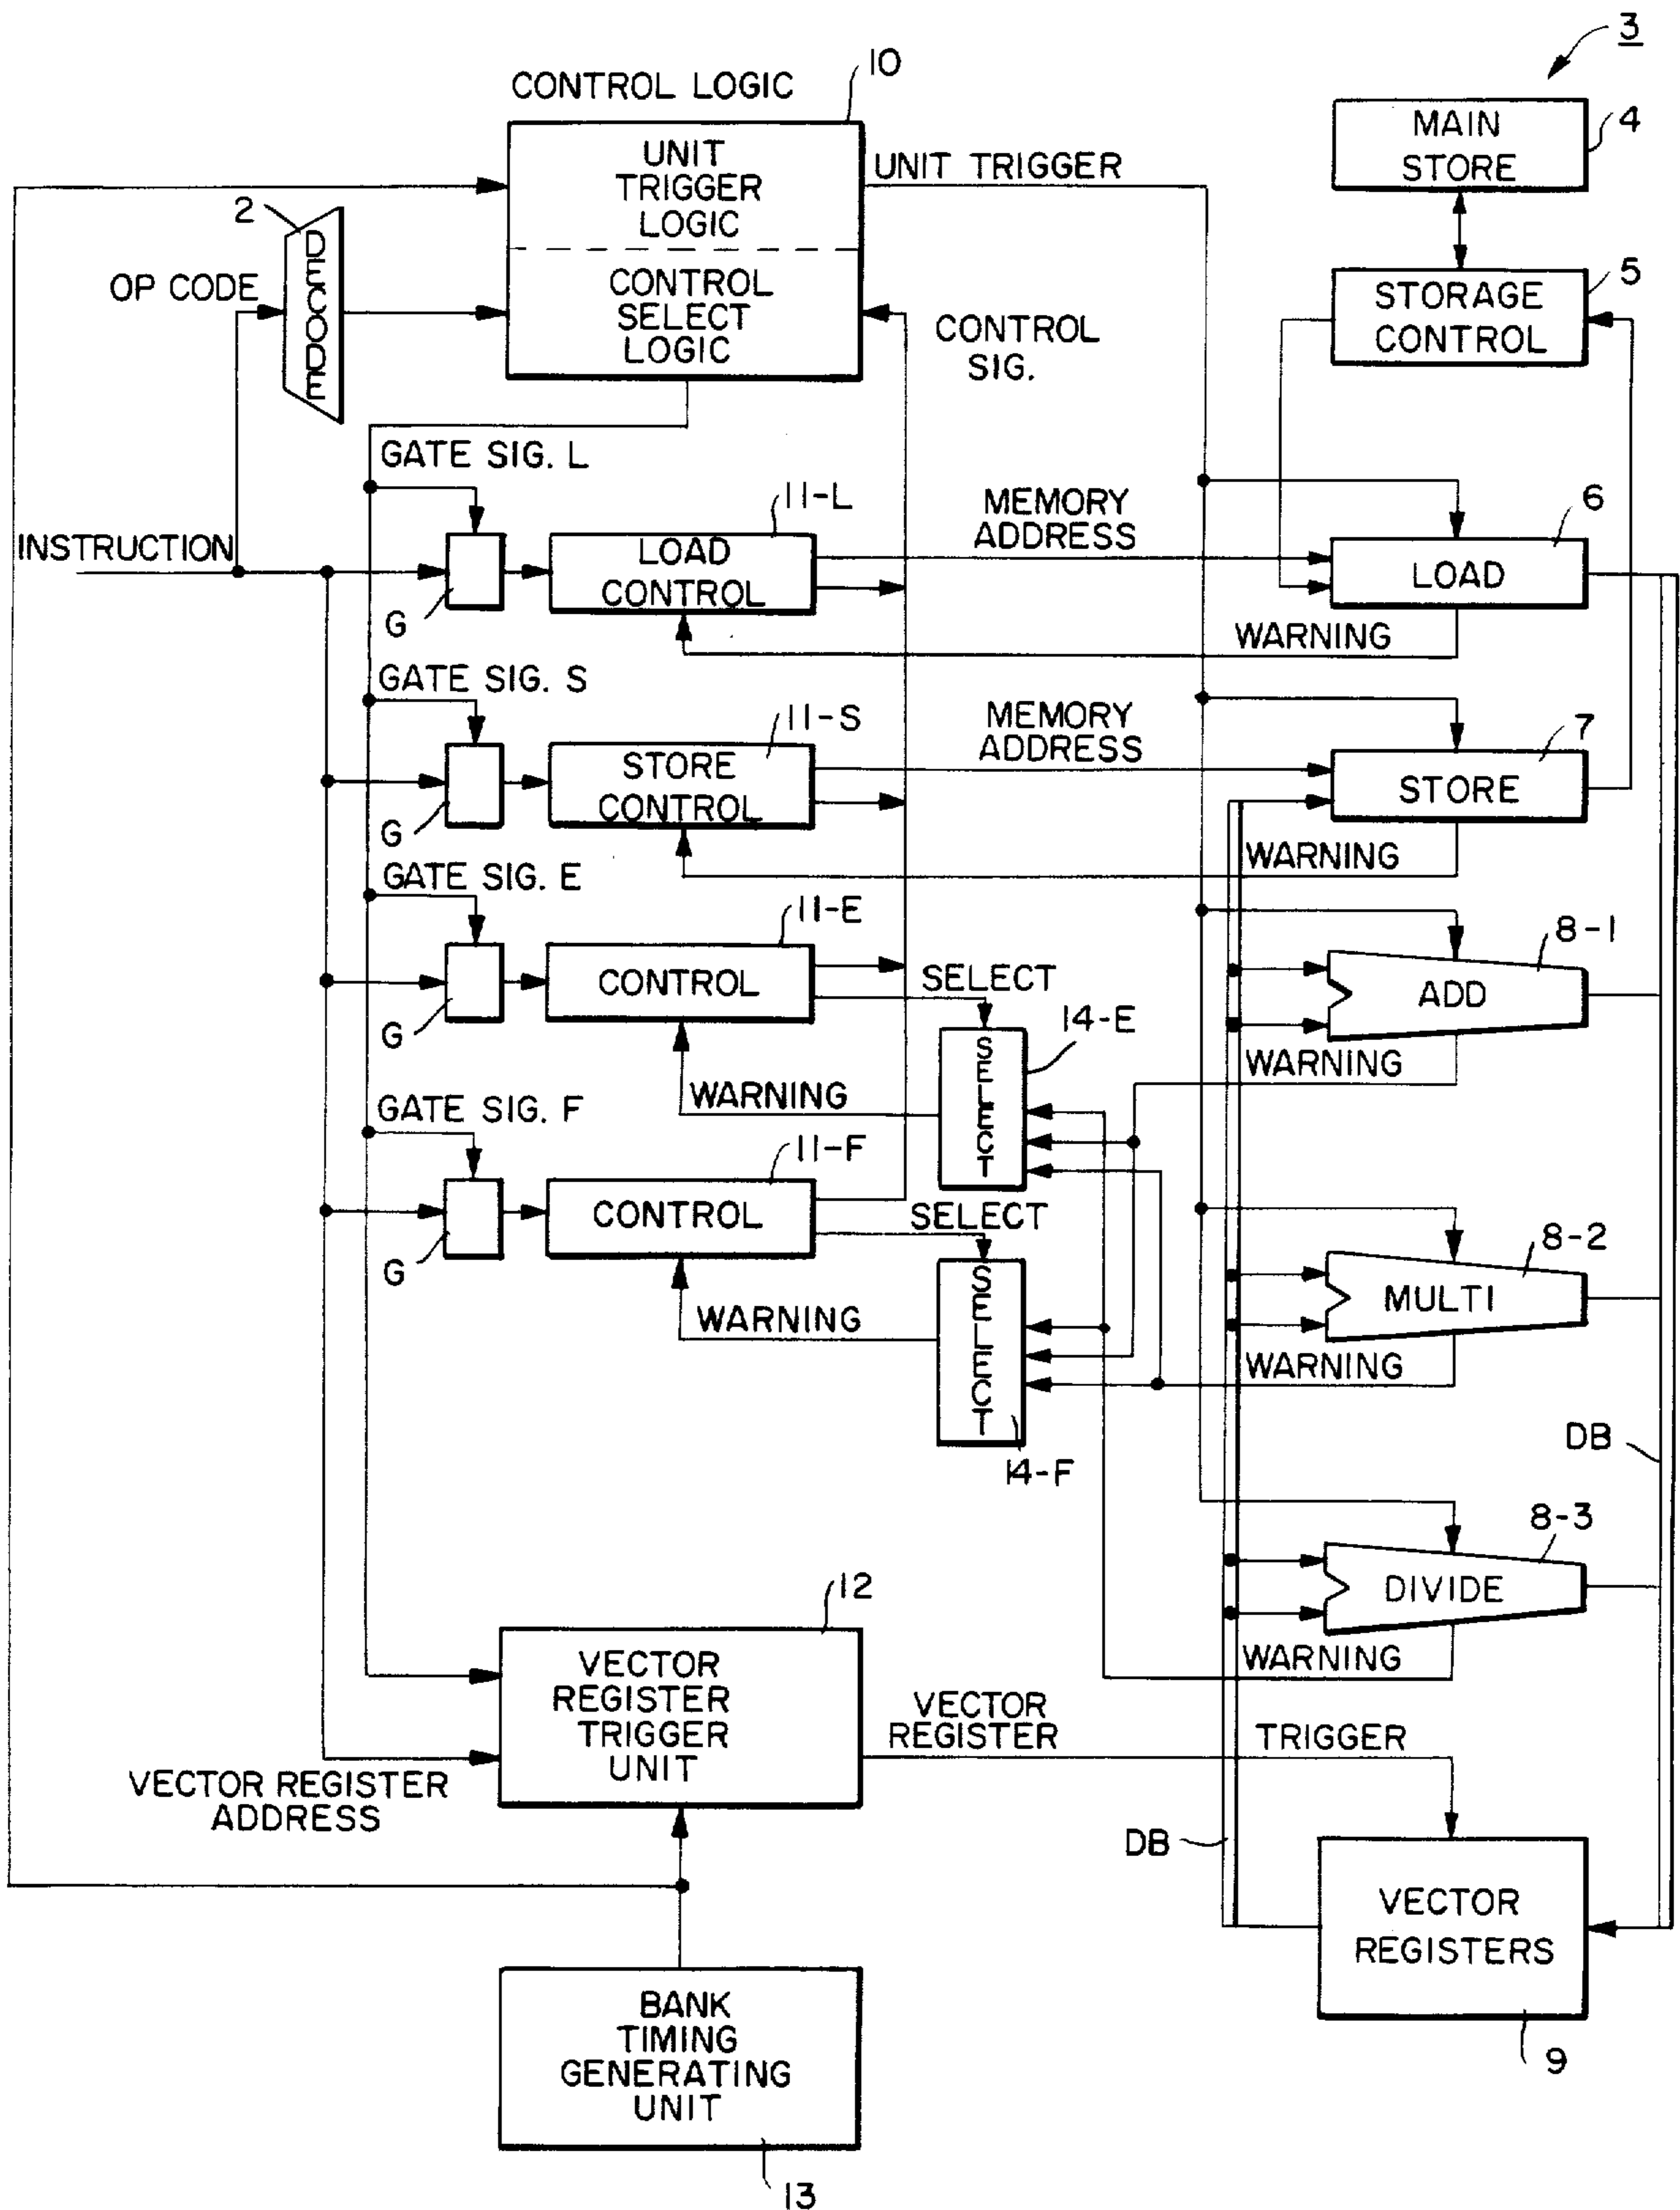 3
CONTROL LOGIC
10
UNIT
TRIGGER
LOGIC
CONTROL
SELECT
LOGIC
UNIT TRIGGER
MAIN
STORE
4
2
DECODE
OP CODE
CONTROL
SIG.
STORAGE
CONTROL
5
GATE SIG. L
INSTRUCTION
G
11-L
LOAD
CONTROL
MEMORY
ADDRESS
6
LOAD
WARNING
GATE SIG. S
G
11-S
STORE
CONTROL
MEMORY
ADDRESS
7
STORE
WARNING
GATE SIG. E
G
11-E
CONTROL
SELECT
14-E
SELECT
WARNING
8-1
ADD
WARNING
GATE SIG. F
G
11-F
CONTROL
SELECT
SELECT
14-F
WARNING
8-2
MULTI
WARNING
DB
8-3
DIVIDE
WARNING
12
VECTOR
REGISTER
TRIGGER
UNIT
VECTOR
REGISTER
TRIGGER
VECTOR REGISTER
ADDRESS
DB
VECTOR
REGISTERS
9
BANK
TIMING
GENERATING
UNIT
13